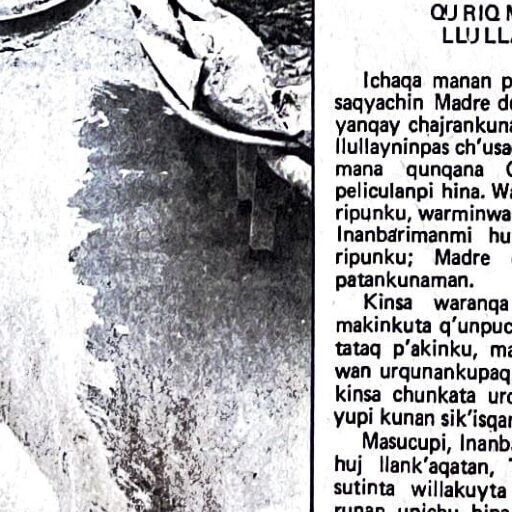 QURIQ
LLULLA
Ichaqa manan p
saqyachin Madre de
yanqay chajrankuna
llullayninpas ch'usa
mana qunqana
peliculanpi hina. Wa
ripunku, warminwa
Inanbarimanmi hu
ripunku; Madre
patankunaman.
Kinsa waranqa
makinkuta q'unpuc
tataq p'akinku, ma
wan urqunankupaq
kinsa chunkata urq
yupi kunan sik'isqan
Masucupi, Inanba
huj llank'aqatan,
sutinta willakuyta
runan unichu hina